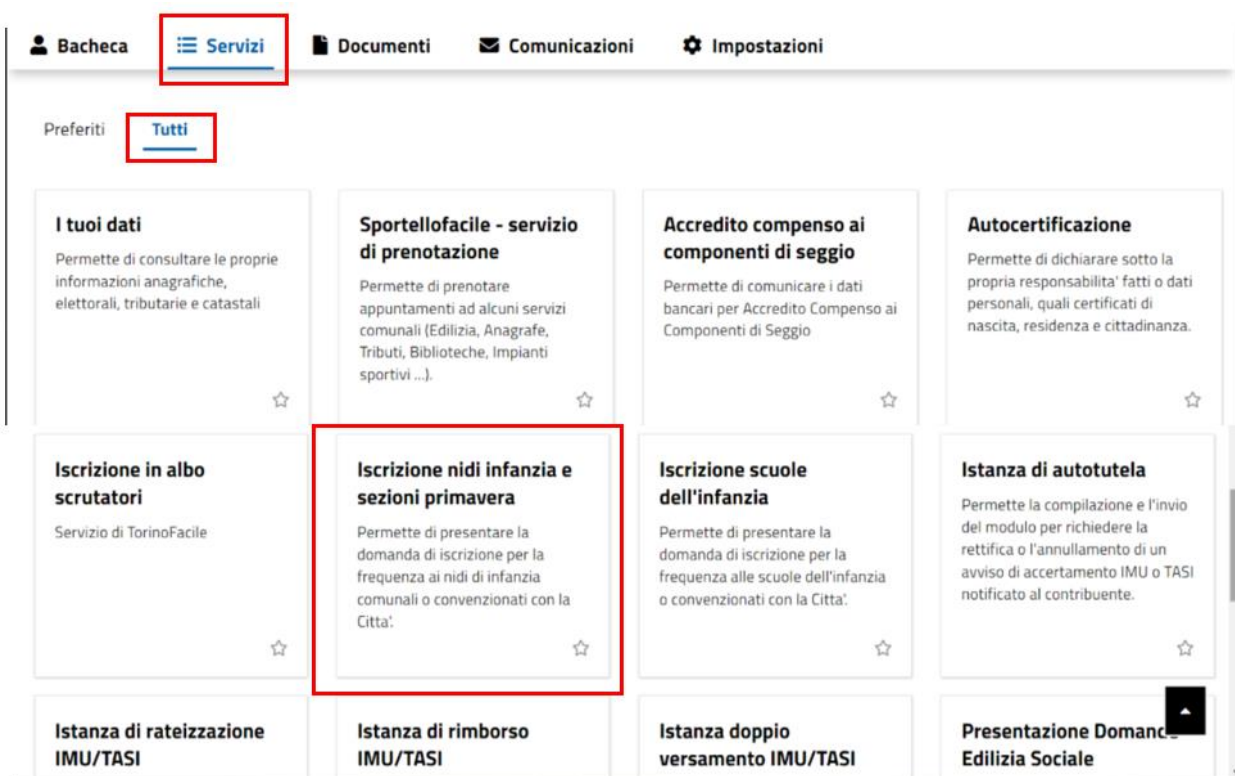 Bacheca Servizi Documenti Comunicazioni Impostazioni
Preferiti Tutti
I tuoi dati
Permette di consultare le proprie
informazioni anagrafiche,
elettorali, tributarie e catastali
Sportellofacile - servizio
di prenotazione
Permette di prenotare
appuntamenti ad alcuni servizi
comunali (Edilizia, Anagrafe,
Tributi, Biblioteche, Impianti
sportivi ...).
Accredito compenso ai
componenti di seggio
Permette di comunicare i dati
bancari per Accredito Compenso ai
Componenti di Seggio
Autocertificazione
Permette di dichiarare sotto la
propria responsabilita' fatti o dati
personali, quali certificati di
nascita, residenza e cittadinanza.
Iscrizione in albo
scrutatori
Servizio di TorinoFacile
Iscrizione nidi infanzia e
sezioni primavera
Permette di presentare la
domanda di iscrizione per la
frequenza ai nidi di infanzia
comunali o convenzionati con la
Citta'.
Iscrizione scuole
dell'infanzia
Permette di presentare la
domanda di iscrizione per la
frequenza alle scuole dell'infanzia
o convenzionati con la Citta'.
Istanza di autotutela
Permette la compilazione e l'invio
del modulo per richiedere la
rettifica o l'annullamento di un
avviso di accertamento IMU o TASI
notificato al contribuente.
Istanza di rateizzazione
IMU/TASI
Istanza di rimborso
IMU/TASI
Istanza doppio
versamento IMU/TASI
Presentazione
Edilizia Sociale